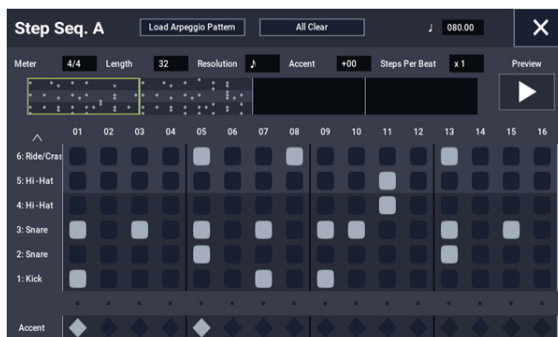 Step Seq. A Load Arpeggio Pattern All Clear ♩ 080.00 ×
Meter 4/4 Length 32 Resolution ♪ Accent +00 Steps Per Beat x 1 Preview
01 02 03 04 05 06 07 08 09 10 11 12 13 14 15 16
6: Ride/Cras
5: Hi-Hat
4: Hi-Hat
3: Snare
2: Snare
1: Kick
Accent